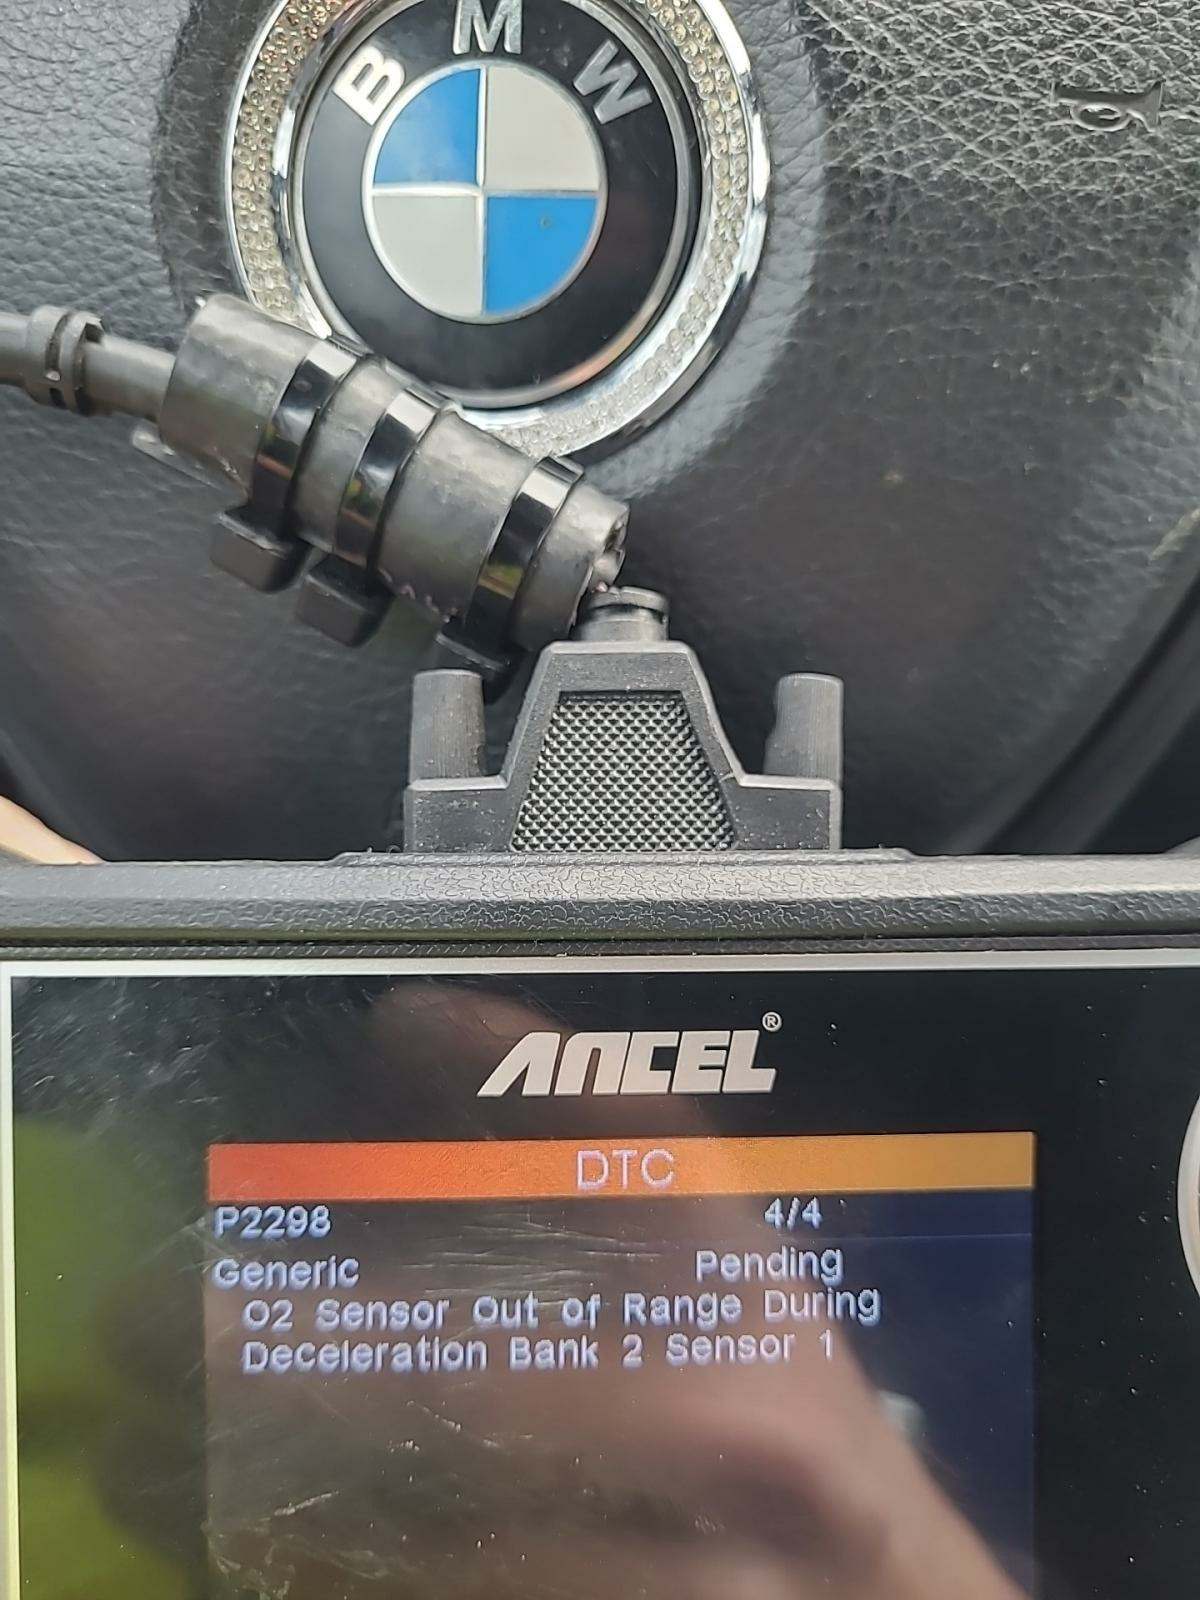 BMW
ANCEL®
DTC
P2298 4/4
Generic Pending
O2 Sensor Out of Range During
Deceleration Bank 2 Sensor 1